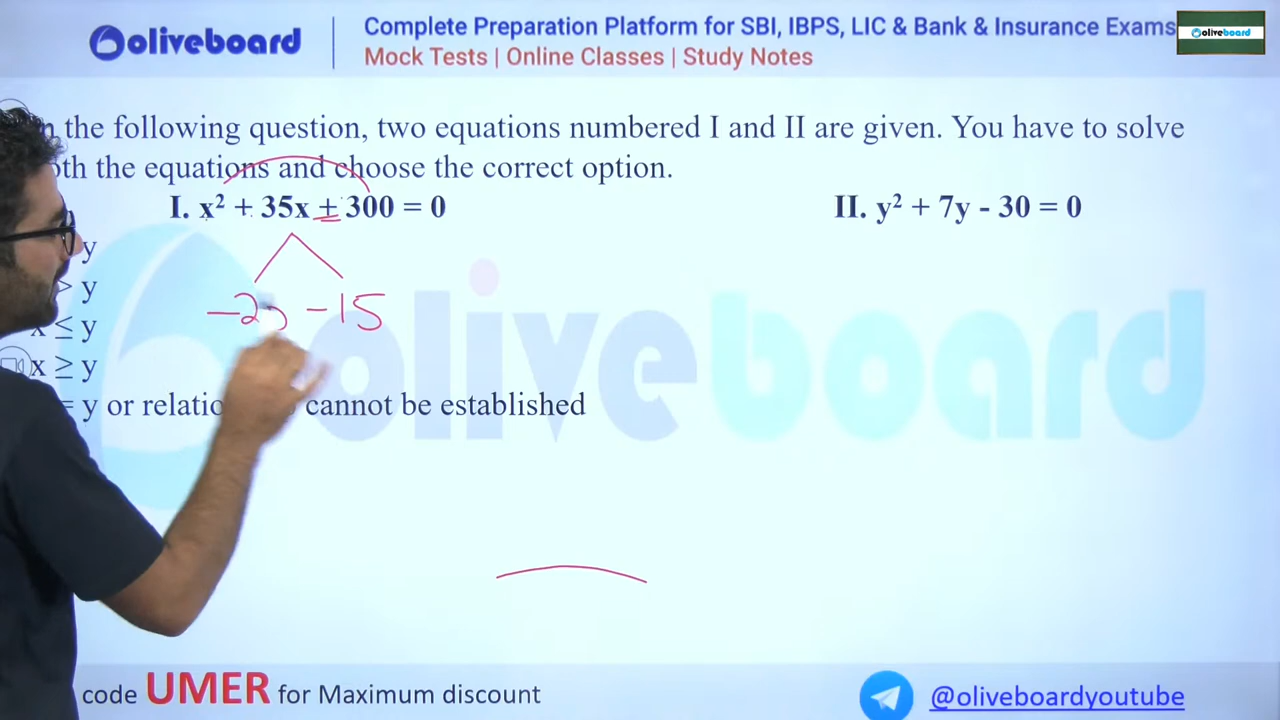 oliveboard
Complete Preparation Platform for SBI, IBPS, LIC & Bank & Insurance Exams
Mock Tests | Online Classes | Study Notes
oliveboard
the following question, two equations numbered I and II are given. You have to solve
the equations and choose the correct option.
I. x² + 35x + 300 = 0
II. y² + 7y - 30 = 0
y
> y
-15
x ≤ y
x ≥ y
= y or cannot be established
oliveboard
code UMER for Maximum discount
@oliveboardyoutube